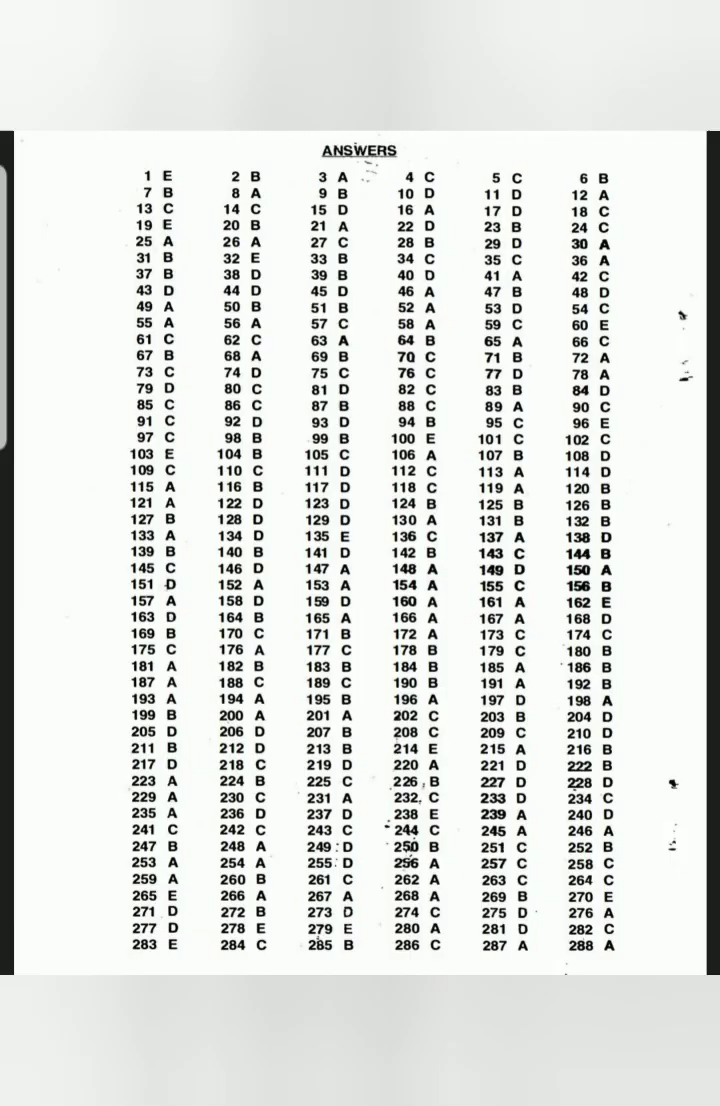 ANSWERS
1 E 2 B 3 A 4 C 5 C 6 B
7 B 8 A 9 B 10 D 11 D 12 A
13 C 14 C 15 D 16 A 17 D 18 C
19 E 20 B 21 A 22 D 23 B 24 C
25 A 26 A 27 C 28 B 29 D 30 A
31 B 32 E 33 B 34 C 35 C 36 A
37 B 38 D 39 B 40 D 41 A 42 C
43 D 44 D 45 D 46 A 47 B 48 D
49 A 50 B 51 B 52 A 53 D 54 C
55 A 56 A 57 C 58 A 59 C 60 E
61 C 62 C 63 A 64 B 65 A 66 C
67 B 68 A 69 B 70 C 71 B 72 A
73 C 74 D 75 C 76 C 77 D 78 A
79 D 80 C 81 D 82 C 83 B 84 D
85 C 86 C 87 B 88 C 89 A 90 C
91 C 92 D 93 D 94 B 95 C 96 E
97 C 98 B 99 B 100 E 101 C 102 C
103 E 104 B 105 C 106 A 107 B 108 D
109 C 110 C 111 D 112 C 113 A 114 D
115 A 116 B 117 D 118 C 119 A 120 B
121 A 122 D 123 D 124 B 125 B 126 B
127 B 128 D 129 D 130 A 131 B 132 B
133 A 134 D 135 E 136 C 137 A 138 D
139 B 140 B 141 D 142 B 143 C 144 B
145 C 146 D 147 A 148 A 149 D 150 A
151 D 152 A 153 A 154 A 155 C 156 B
157 A 158 D 159 D 160 A 161 A 162 E
163 D 164 B 165 A 166 A 167 A 168 D
169 B 170 C 171 B 172 A 173 C 174 C
175 C 176 A 177 C 178 B 179 C 180 B
181 A 182 B 183 B 184 B 185 A 186 B
187 A 188 C 189 C 190 B 191 A 192 B
193 A 194 A 195 B 196 A 197 D 198 A
199 B 200 A 201 A 202 C 203 B 204 D
205 D 206 D 207 B 208 C 209 C 210 D
211 B 212 D 213 B 214 E 215 A 216 B
217 D 218 C 219 D 220 A 221 D 222 B
223 A 224 B 225 C 226 B 227 D 228 D
229 A 230 C 231 A 232 C 233 D 234 C
235 A 236 D 237 D 238 E 239 A 240 D
241 C 242 C 243 C 244 C 245 A 246 A
247 B 248 A 249 D 250 B 251 C 252 B
253 A 254 A 255 D 256 A 257 C 258 C
259 A 260 B 261 C 262 A 263 C 264 C
265 E 266 A 267 A 268 A 269 B 270 E
271 D 272 B 273 D 274 C 275 D 276 A
277 D 278 E 279 E 280 A 281 D 282 C
283 E 284 C 285 B 286 C 287 A 288 A